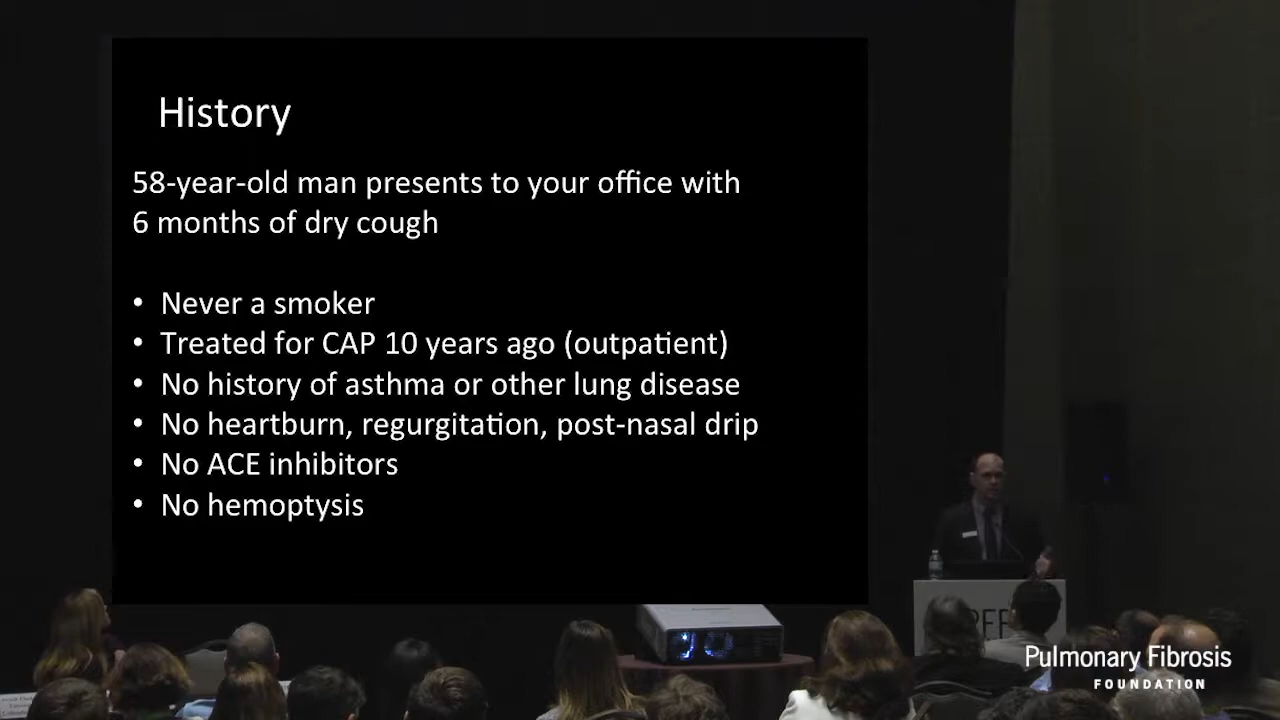 History
58-year-old man presents to your office with
6 months of dry cough
• Never a smoker
• Treated for CAP 10 years ago (outpatient)
• No history of asthma or other lung disease
• No heartburn, regurgitation, post-nasal drip
• No ACE inhibitors
• No hemoptysis
Pulmonary Fibrosis
FOUNDATION